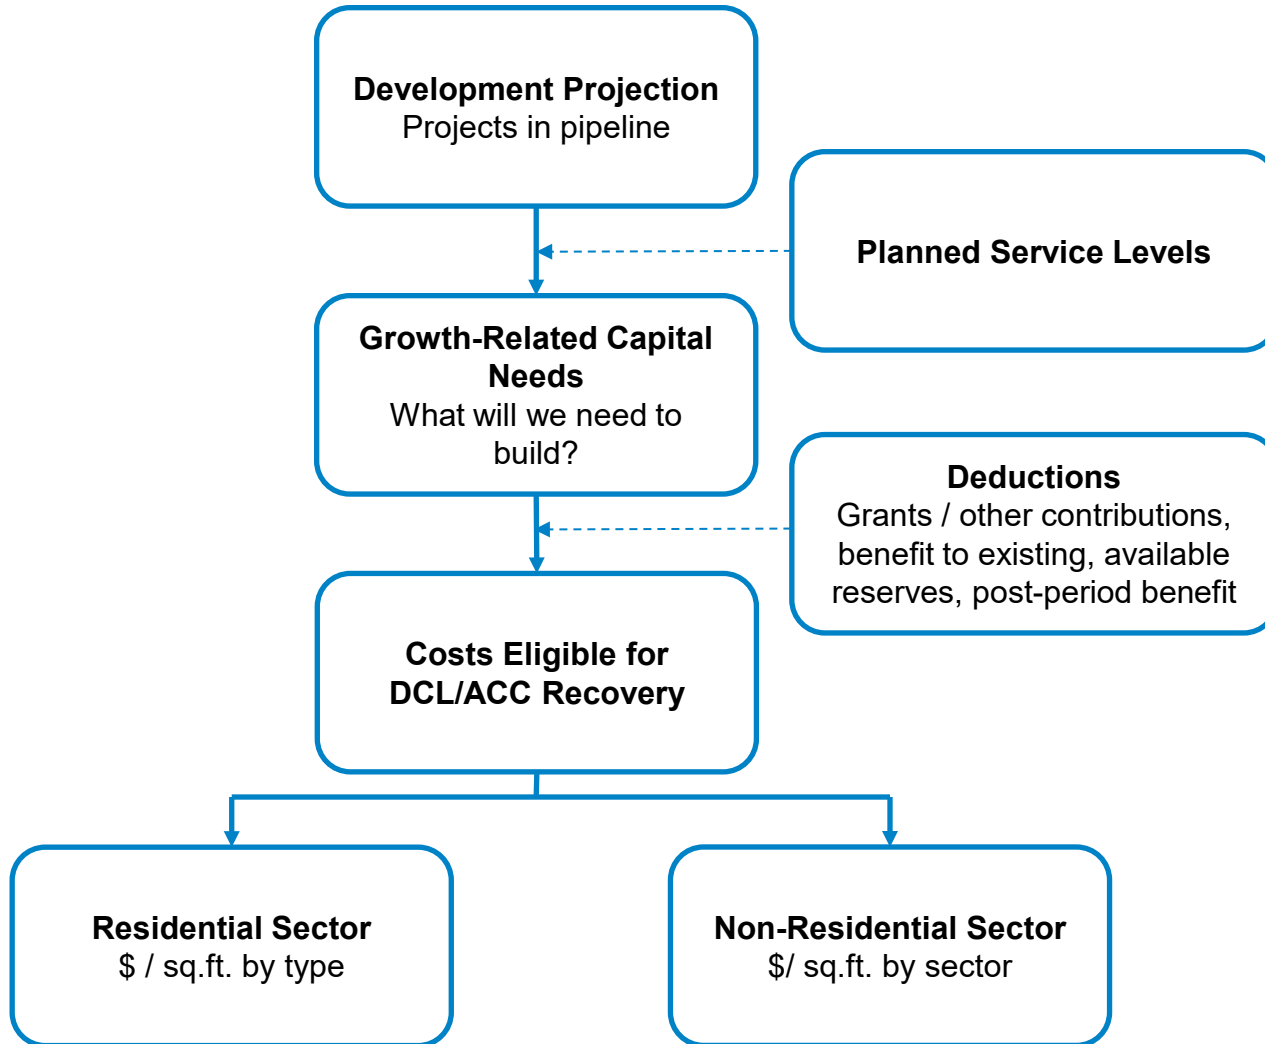 Development Projection
Projects in pipeline
Planned Service Levels
Growth-Related Capital
Needs
What will we need to
build?
Deductions
Grants / other contributions,
benefit to existing, available
reserves, post-period benefit
Costs Eligible for
DCL/ACC Recovery
Residential Sector
$ / sq.ft. by type
Non-Residential Sector
$/ sq.ft. by sector